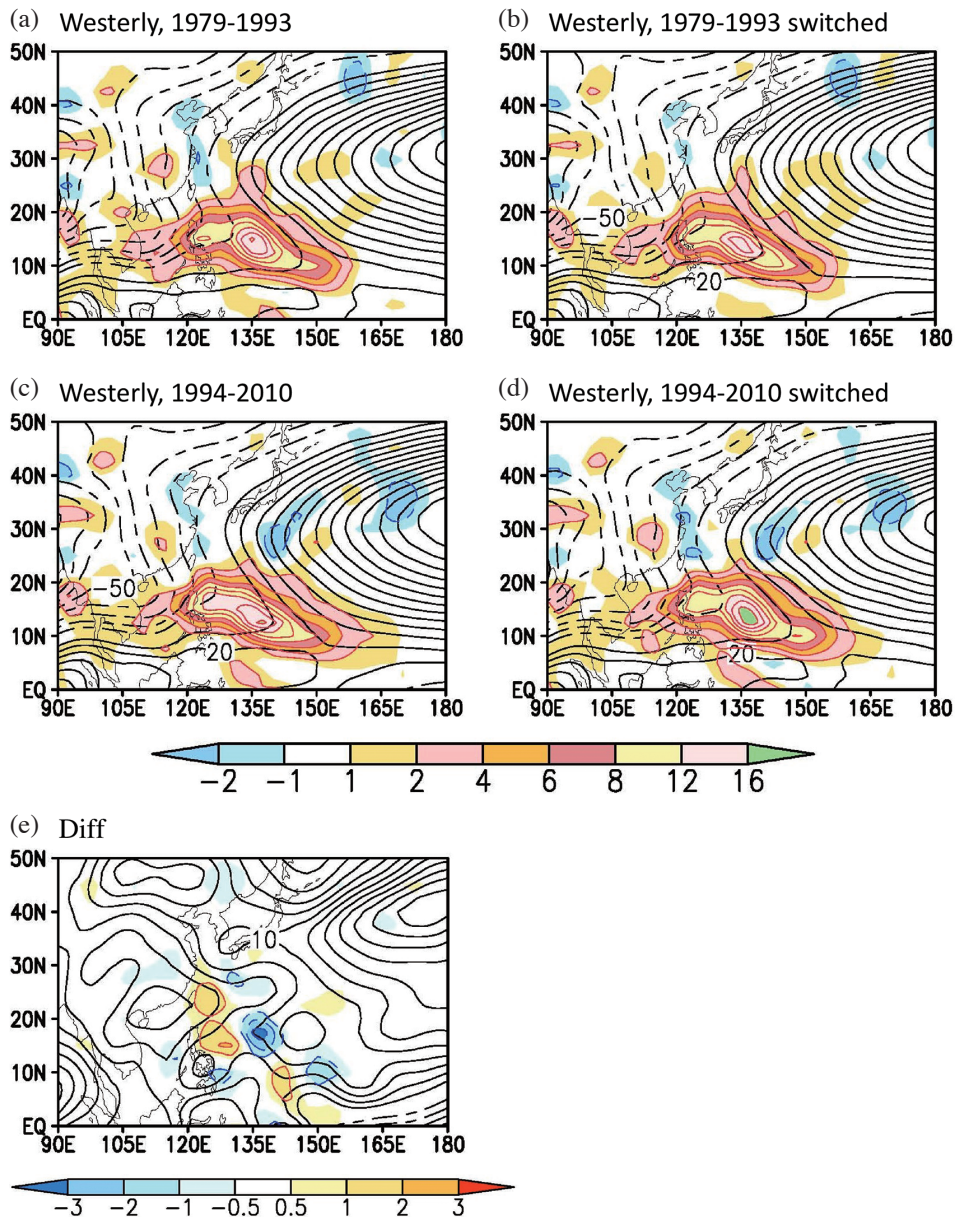 (a) Westerly, 1979-1993
(b) Westerly, 1979-1993 switched
50N
40N
30N
20N
10N
EQ
90E 105E 120E 135E 150E 165E 180
50N
40N
30N
20N
-50
10N
20
EQ
90E 105E 120E 135E 150E 165E 180
(c) Westerly, 1994-2010
(d) Westerly, 1994-2010 switched
50N
40N
30N
20N
-50
10N
20
EQ
90E 105E 120E 135E 150E 165E 180
50N
40N
30N
20N
10N
20
EQ
90E 105E 120E 135E 150E 165E 180
-2 -1 1 2 4 6 8 12 16
(e) Diff
50N
40N
10
30N
20N
10N
EQ
90E 105E 120E 135E 150E 165E 180
-3 -2 -1 -0.5 0.5 1 2 3